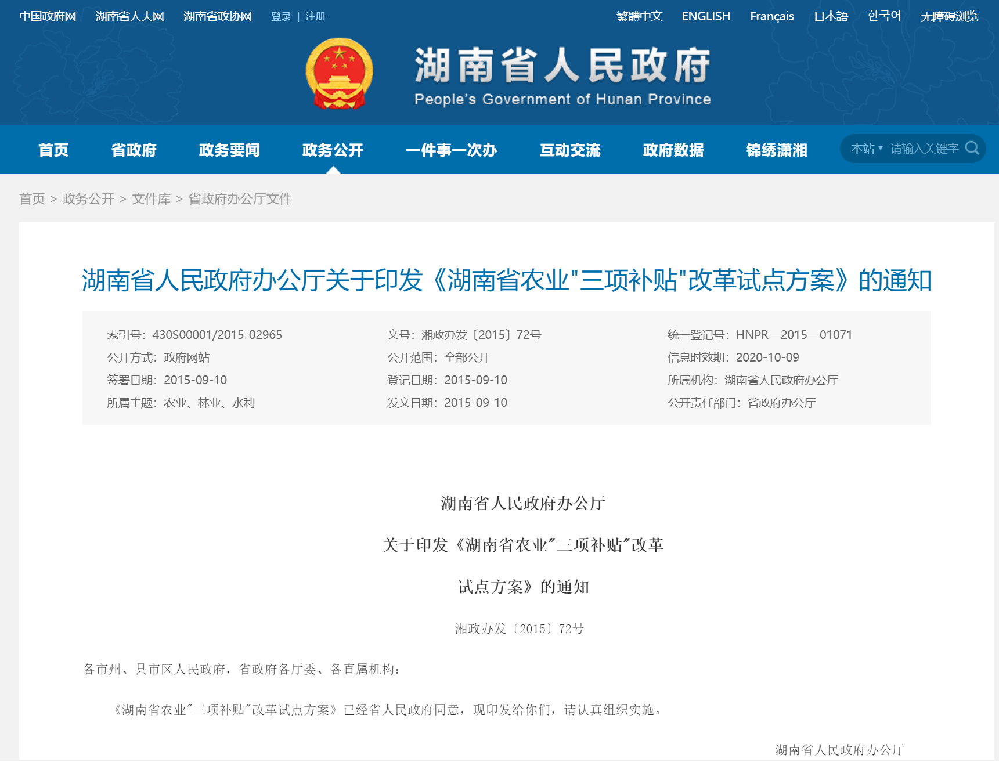 中国政府网 湖南省人大网 湖南省政协网 登录 | 注册 繁體中文 ENGLISH Français 日本語 한국어 无障碍浏览
湖南省人民政府
People's Government of Hunan Province
首页 省政府 政务要闻 政务公开 一件事一次办 互动交流 政府数据 锦绣潇湘 本站 请输入关键字
首页 > 政务公开 > 文件库 > 省政府办公厅文件
湖南省人民政府办公厅关于印发《湖南省农业"三项补贴"改革试点方案》的通知
索引号：430S00001/2015-02965 文号：湘政办发〔2015〕72号 统一登记号：HNPR—2015—01071
公开方式：政府网站 公开范围：全部公开 信息时效期：2020-10-09
签署日期：2015-09-10 登记日期：2015-09-10 所属机构：湖南省人民政府办公厅
所属主题：农业、林业、水利 发文日期：2015-09-10 公开责任部门：省政府办公厅
湖南省人民政府办公厅
关于印发《湖南省农业"三项补贴"改革
试点方案》的通知
湘政办发〔2015〕72号
各市州、县市区人民政府，省政府各厅委、各直属机构：
《湖南省农业"三项补贴"改革试点方案》已经省人民政府同意，现印发给你们，请认真组织实施。
湖南省人民政府办公厅